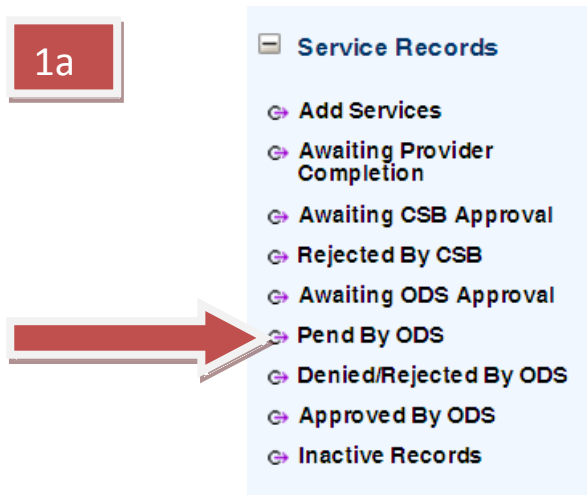 1a
Service Records
Add Services
Awaiting Provider
Completion
Awaiting CSB Approval
Rejected By CSB
Awaiting ODS Approval
Pend By ODS
Denied/Rejected By ODS
Approved By ODS
Inactive Records